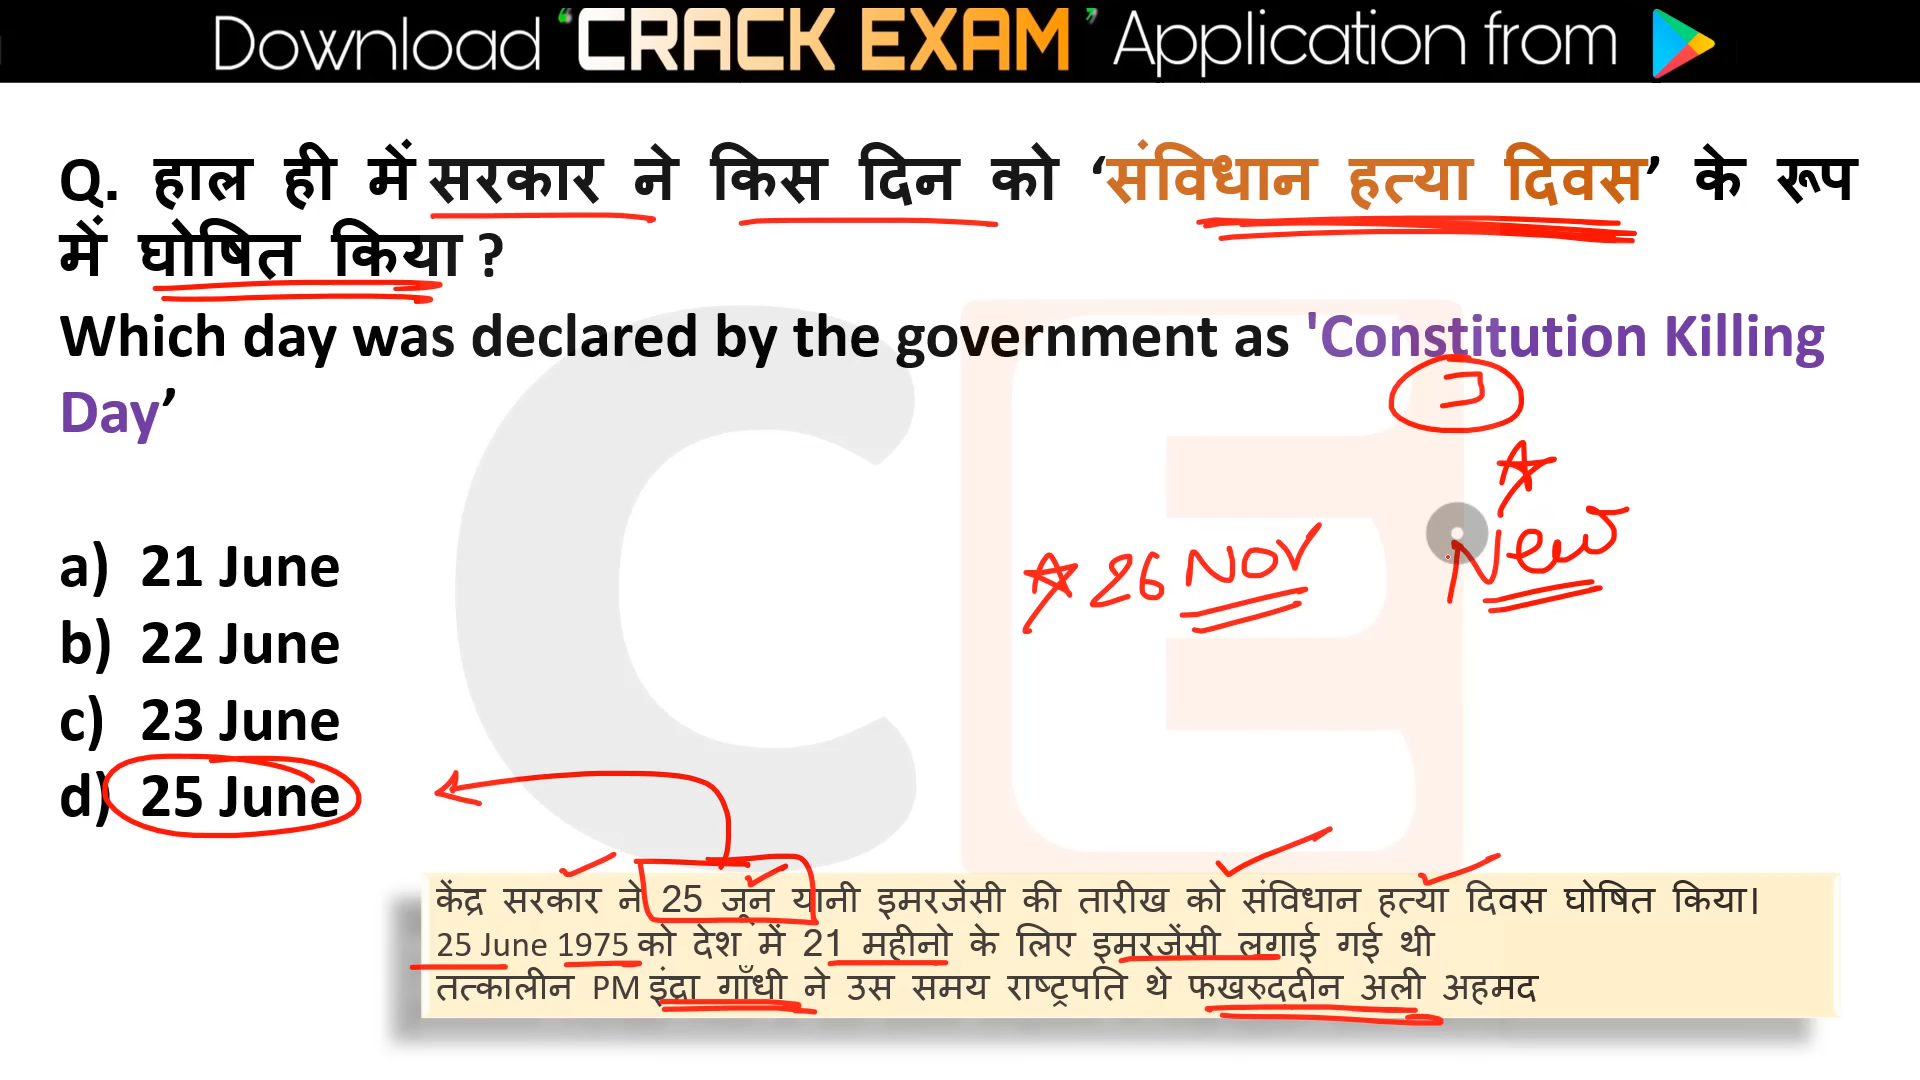 Download ‘CRACK EXAM’ Application from
Q. हाल ही में सरकार ने किस दिन को ‘संविधान हत्या दिवस’ के रूप
में घोषित किया ?
Which day was declared by the government as 'Constitution Killing
Day’
a) 21 June
b) 22 June
c) 23 June
d) 25 June
26 NOV
New
केंद्र सरकार ने 25 जून यानी इमरजेंसी की तारीख को संविधान हत्या दिवस घोषित किया।
25 June 1975 को देश में 21 महीनो के लिए इमरजेंसी लगाई गई थी
तत्कालीन PM इंद्रा गाँधी ने उस समय राष्ट्रपति थे फखरुददीन अली अहमद
CE